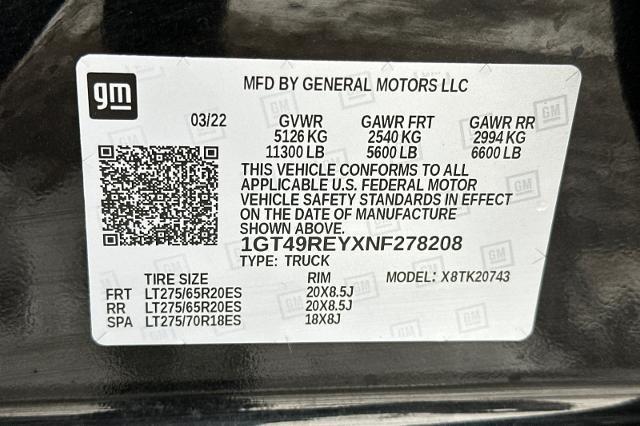 gm
MFD BY GENERAL MOTORS LLC
03/22 GVWR GAWR FRT GAWR RR
5126 KG 2540 KG 2994 KG
11300 LB 5600 LB 6600 LB
THIS VEHICLE CONFORMS TO ALL
APPLICABLE U.S. FEDERAL MOTOR
VEHICLE SAFETY STANDARDS IN EFFECT
ON THE DATE OF MANUFACTURE
SHOWN ABOVE.
1GT49REYXNF278208
TYPE: TRUCK MODEL: X8TK20743
TIRE SIZE RIM
FRT LT275/65R20ES 20X8.5J
RR LT275/65R20ES 20X8.5J
SPA LT275/70R18ES 18X8J